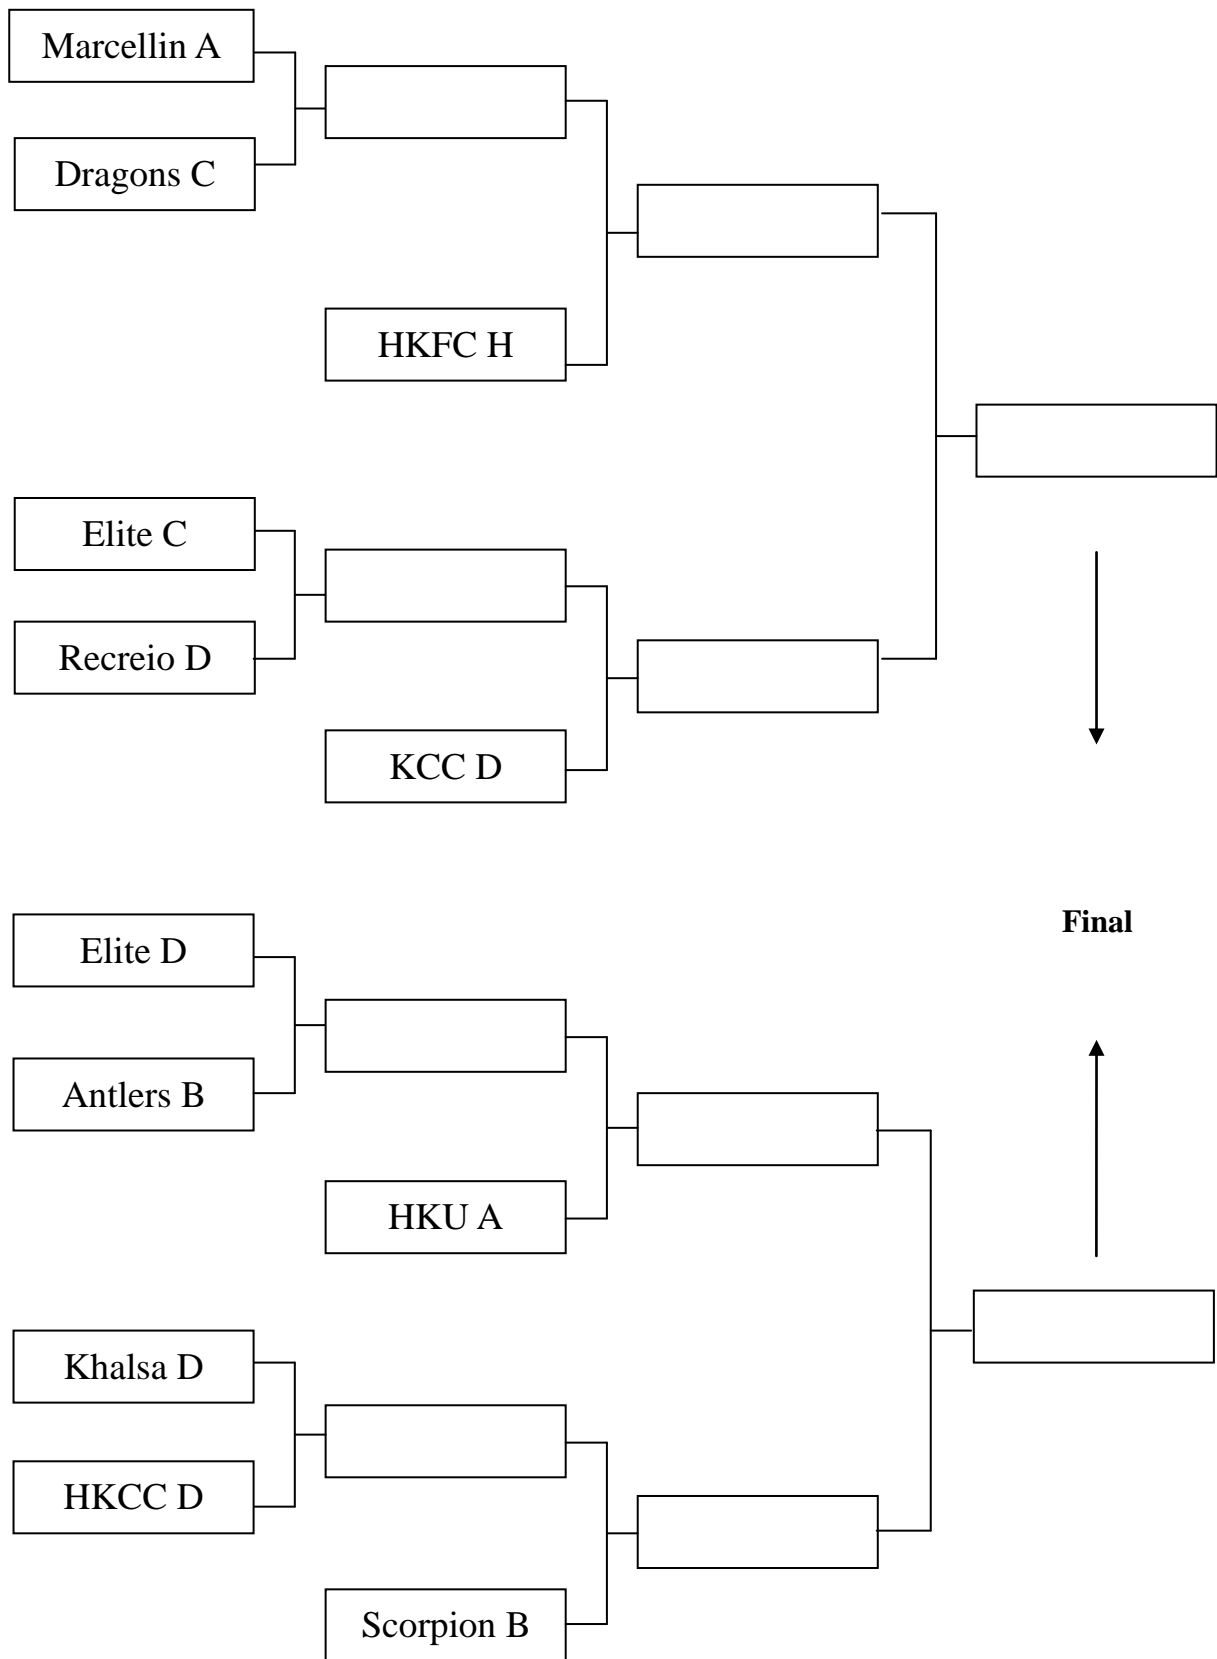 Marcellin A
Dragons C
HKFC H
Elite C
Recreio D
KCC D
Final
Elite D
Antlers B
HKU A
Khalsa D
HKCC D
Scorpion B